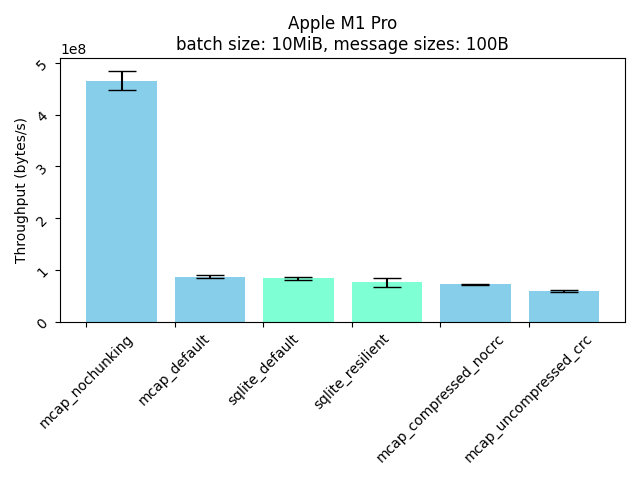 Apple M1 Pro
batch size: 10MiB, message sizes: 100B
1e8
Throughput (bytes/s)
5
4
3
2
1
0
mcap_nochunking
mcap_default
sqlite_default
sqlite_resilient
mcap_compressed_nocrc
mcap_uncompressed_crc